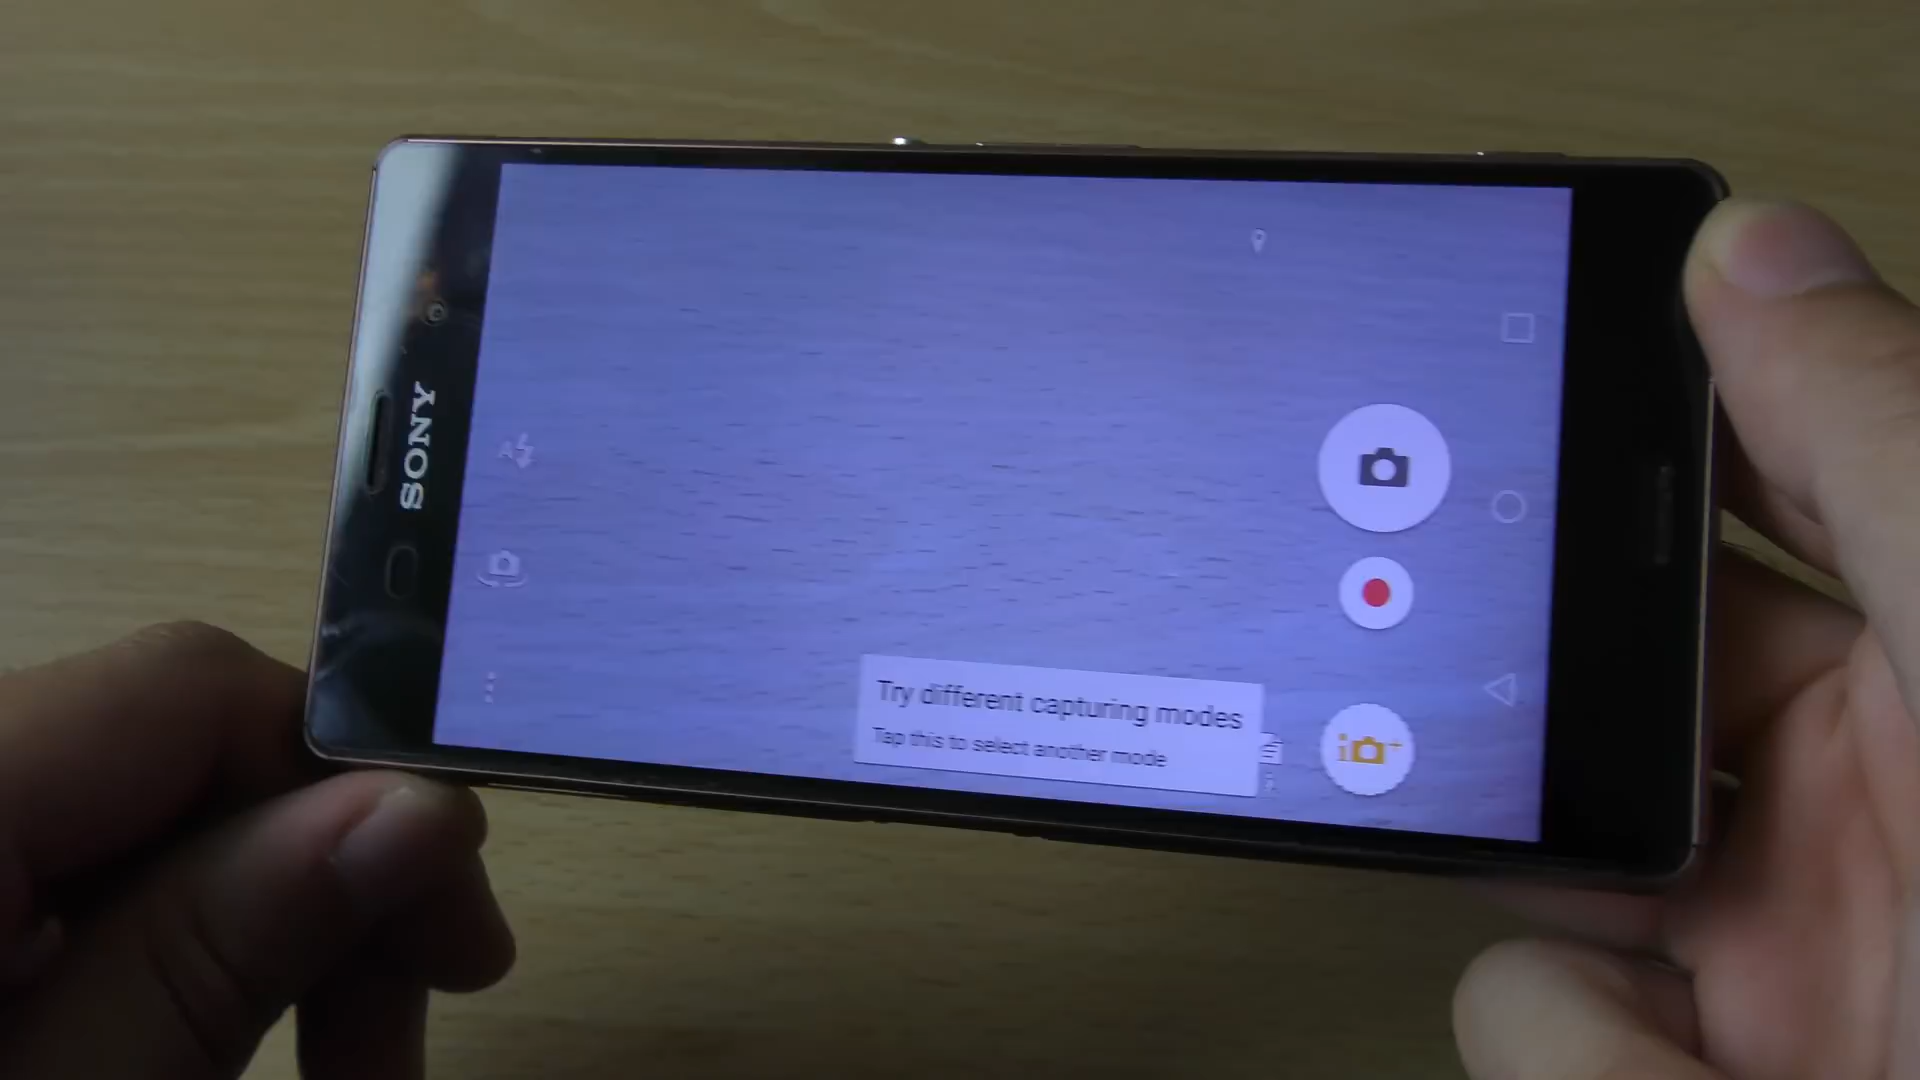 SONY
A
Try different capturing modes
Tap this to select another mode
i+